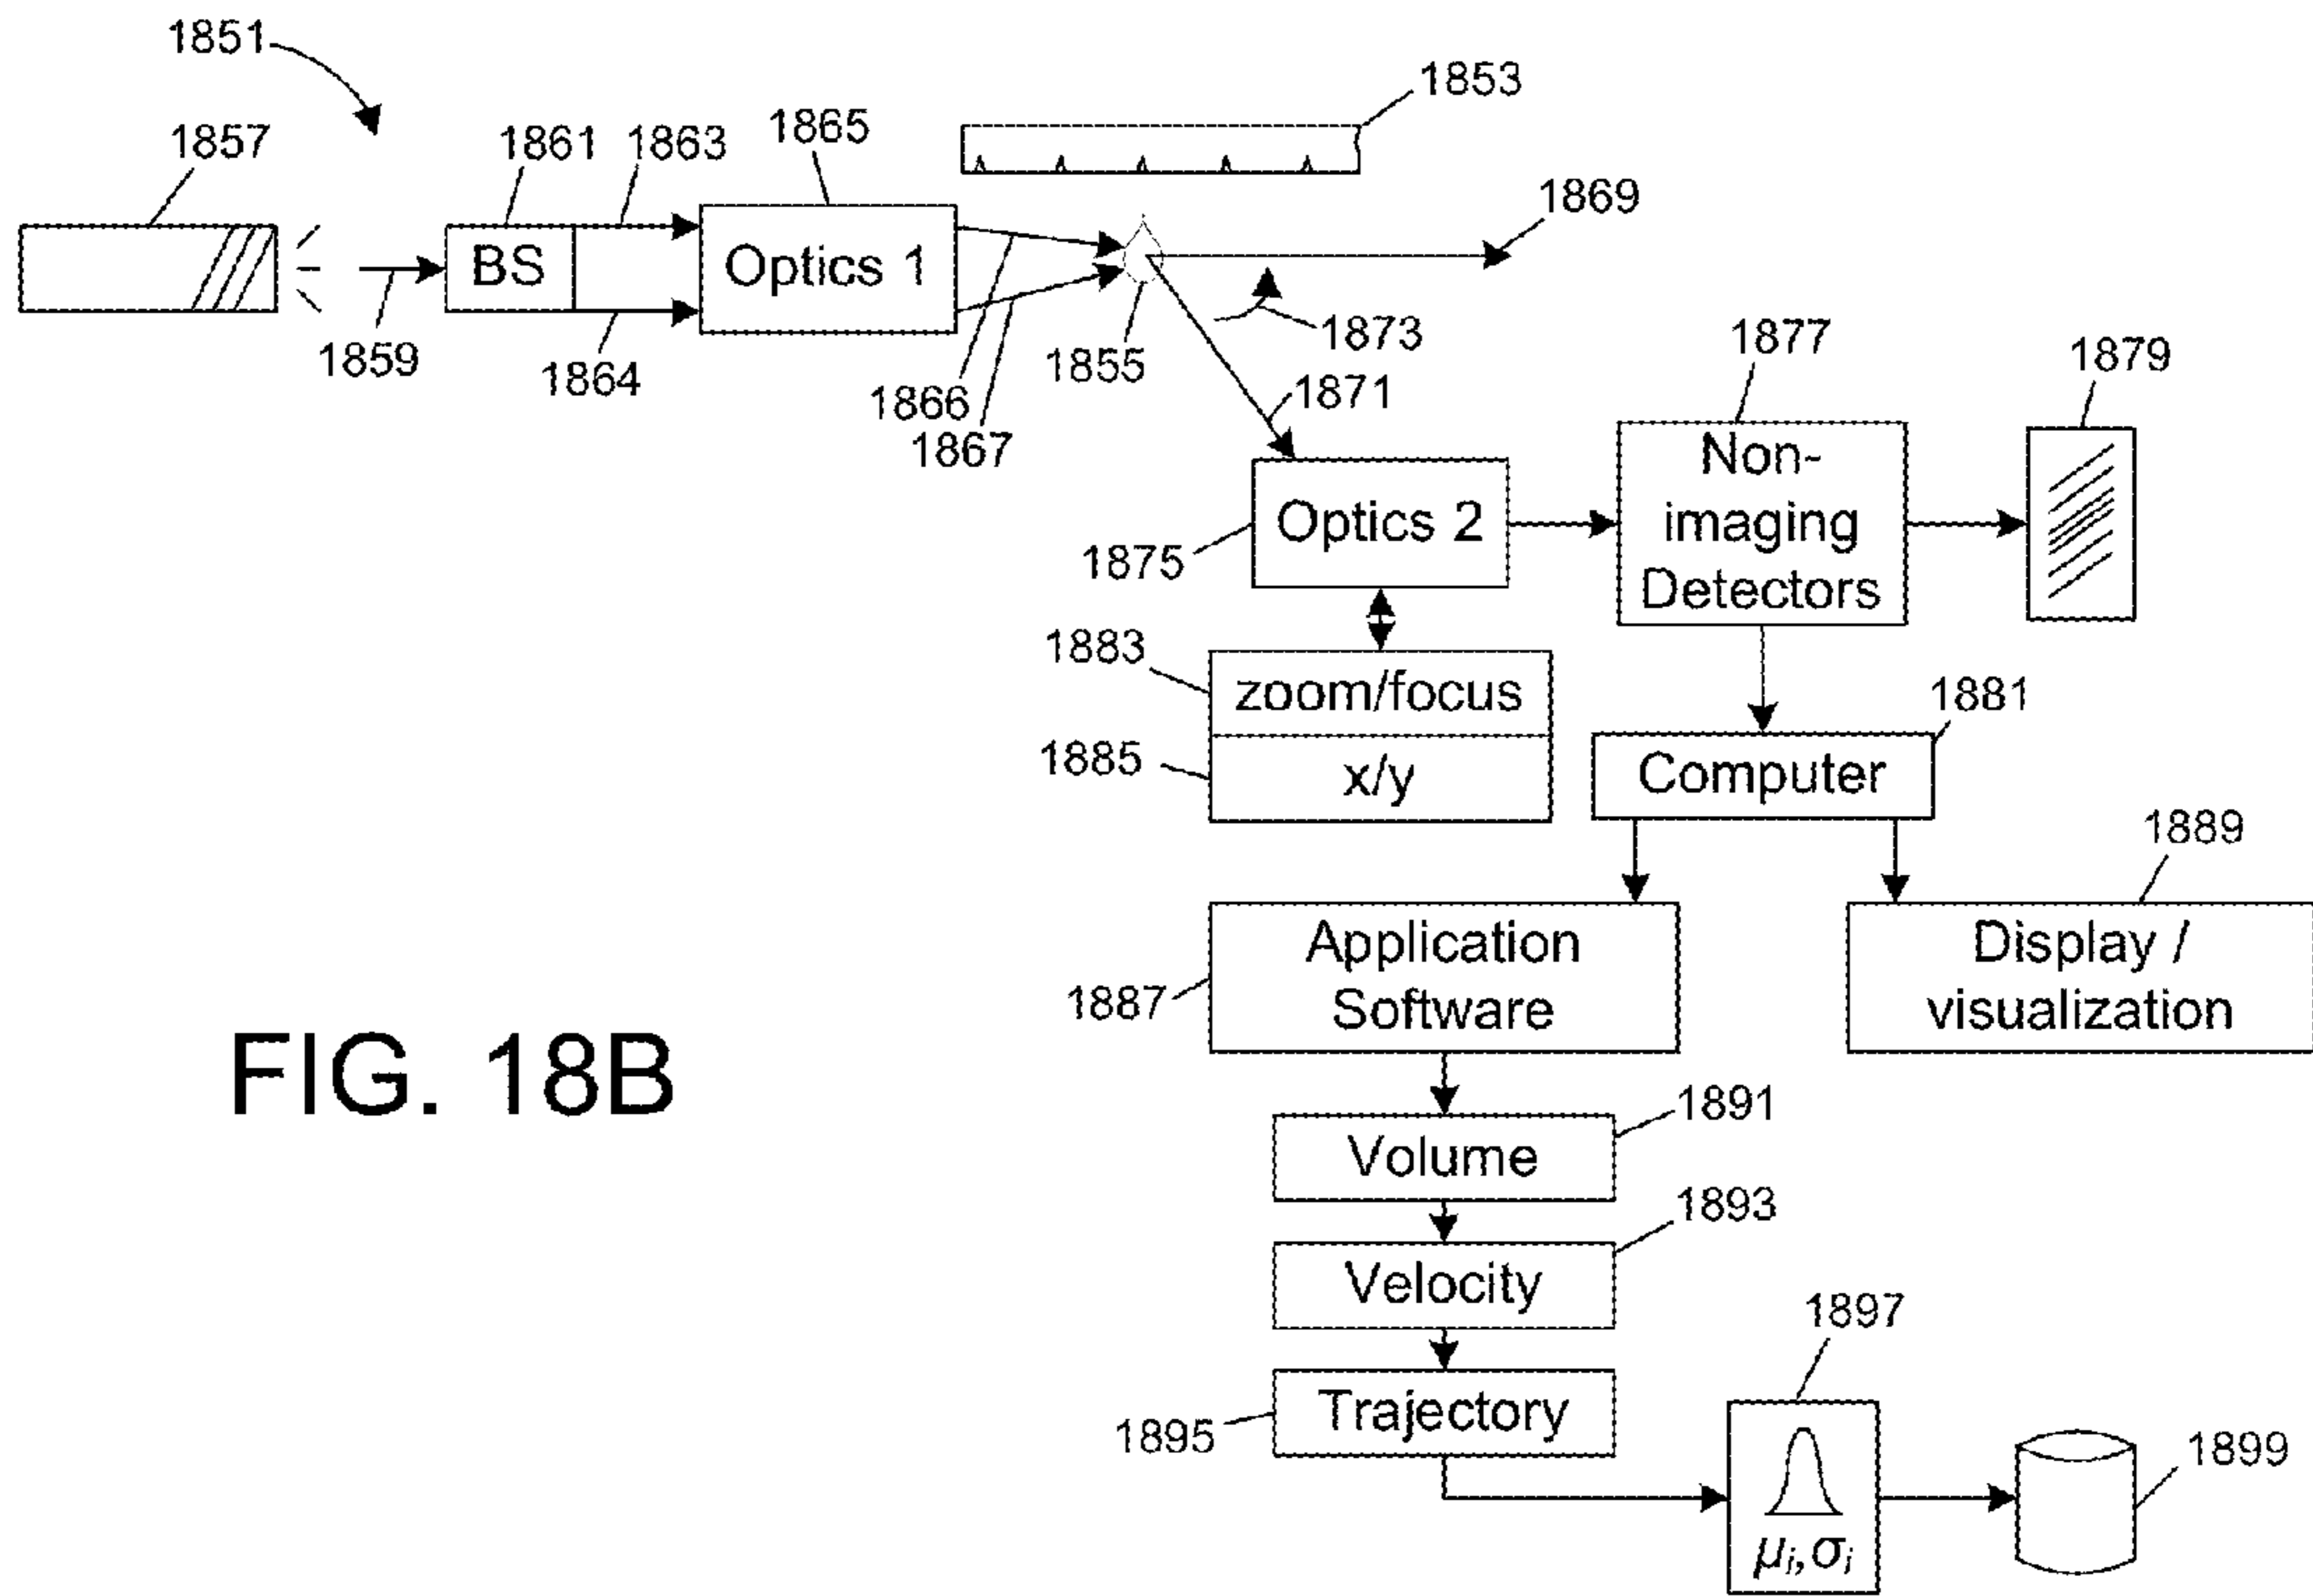 1851
1853
1857
1861
1863
1865
1869
BS
Optics 1
1859
1864
1866
1867
1855
1873
1871
1877
1879
Optics 2
1875
Non-
imaging
Detectors
1883
zoom/focus
1885
x/y
1881
Computer
1889
Application
Software
1887
Display /
visualization
FIG. 18B
1891
Volume
1893
Velocity
1897
Trajectory
1895
1899
μi,σi